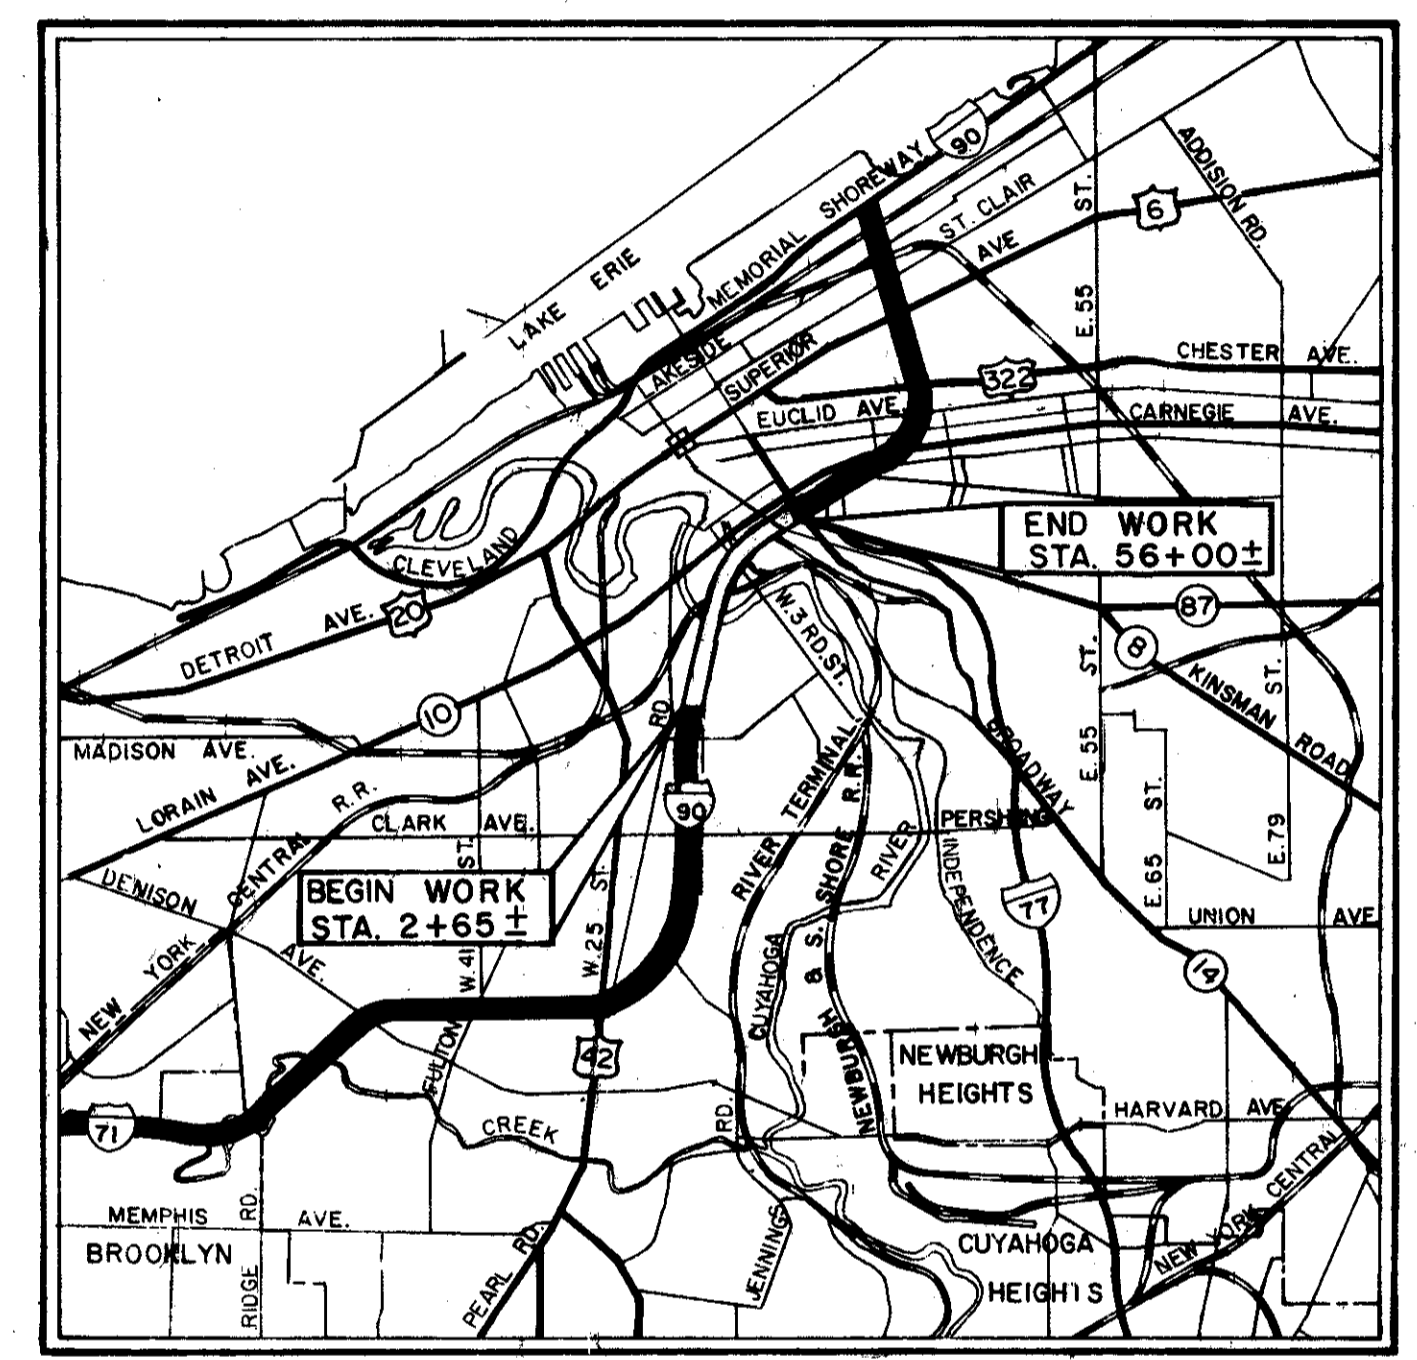 90
ADDISION RD.
SHOREWAY
MEMORIAL
ST. CLAIR
E. 55 ST.
6
AVE
LAKE ERIE
LAKESIDE
SUPERIOR
CHESTER AVE.
322
EUCLID AVE.
CARNEGIE AVE.
END WORK
STA. 56+00±
CLEVELAND
DETROIT AVE.
20
87
W. 3 RD. ST.
8
KINSMAN ROAD
E. 55 ST.
E. 79 ST.
10
RD.
MADISON AVE.
LORAIN AVE.
BROADWAY
RIVER TERMINAL
90
CLARK AVE.
PERSHING
E. 65 ST.
NEW YORK CENTRAL R.R.
DENISON AVE.
BEGIN WORK
STA. 2+65±
W. 41 ST.
W. 25 ST.
NEWBURGH & S. SHORE R.R.
CUYAHOGA RIVER
INDEPENDENCE
77
UNION AVE
14
FULTON
42
NEWBURGH
HEIGHTS
71
CREEK
HARVARD AVE
MEMPHIS AVE.
BROOKLYN
RIDGE RD.
PEARL RD.
JENNINGS RD.
CUYAHOGA
HEIGHTS
NEW YORK CENTRAL